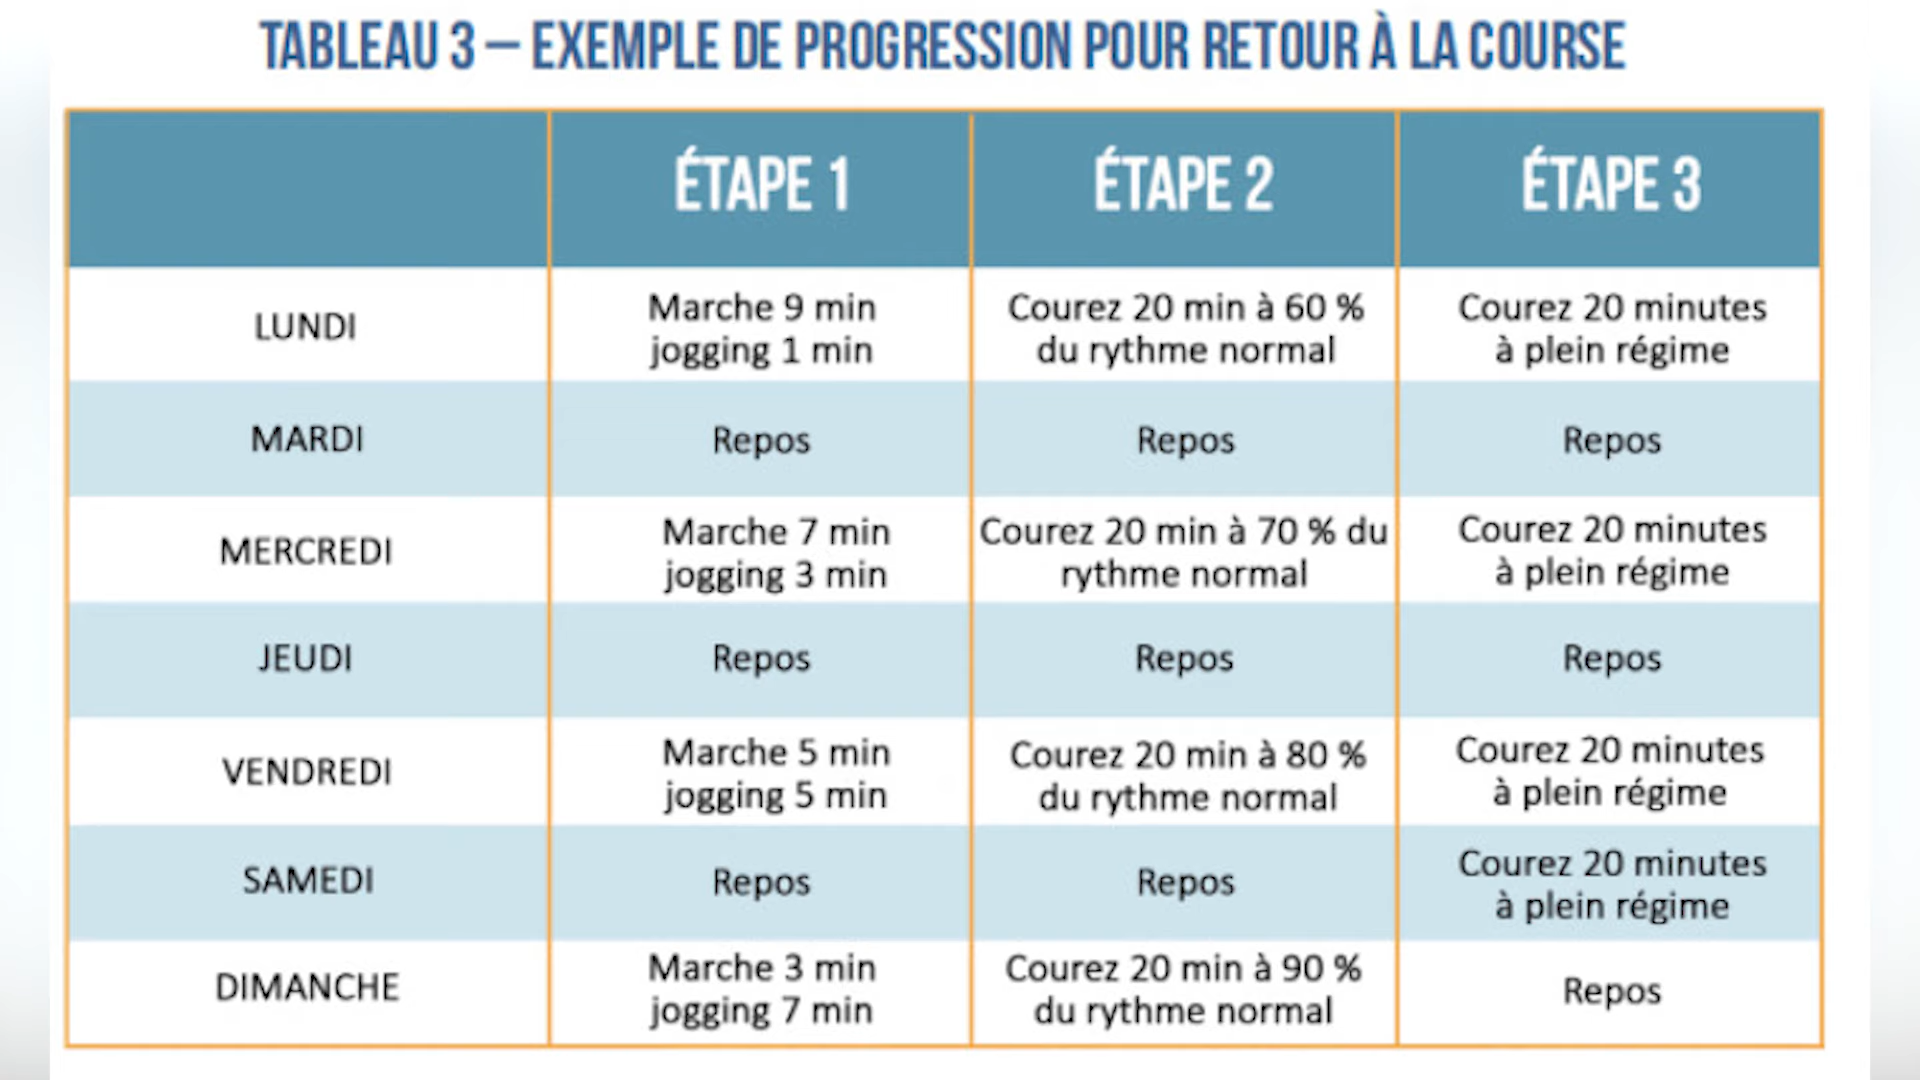 TABLEAU 3 – EXEMPLE DE PROGRESSION POUR RETOUR À LA COURSE
ÉTAPE 1
ÉTAPE 2
ÉTAPE 3
LUNDI
Marche 9 min
jogging 1 min
Courez 20 min à 60 %
du rythme normal
Courez 20 minutes
à plein régime
MARDI
Repos
Repos
Repos
MERCREDI
Marche 7 min
jogging 3 min
Courez 20 min à 70 % du
rythme normal
Courez 20 minutes
à plein régime
JEUDI
Repos
Repos
Repos
VENDREDI
Marche 5 min
jogging 5 min
Courez 20 min à 80 %
du rythme normal
Courez 20 minutes
à plein régime
SAMEDI
Repos
Repos
Courez 20 minutes
à plein régime
DIMANCHE
Marche 3 min
jogging 7 min
Courez 20 min à 90 %
du rythme normal
Repos